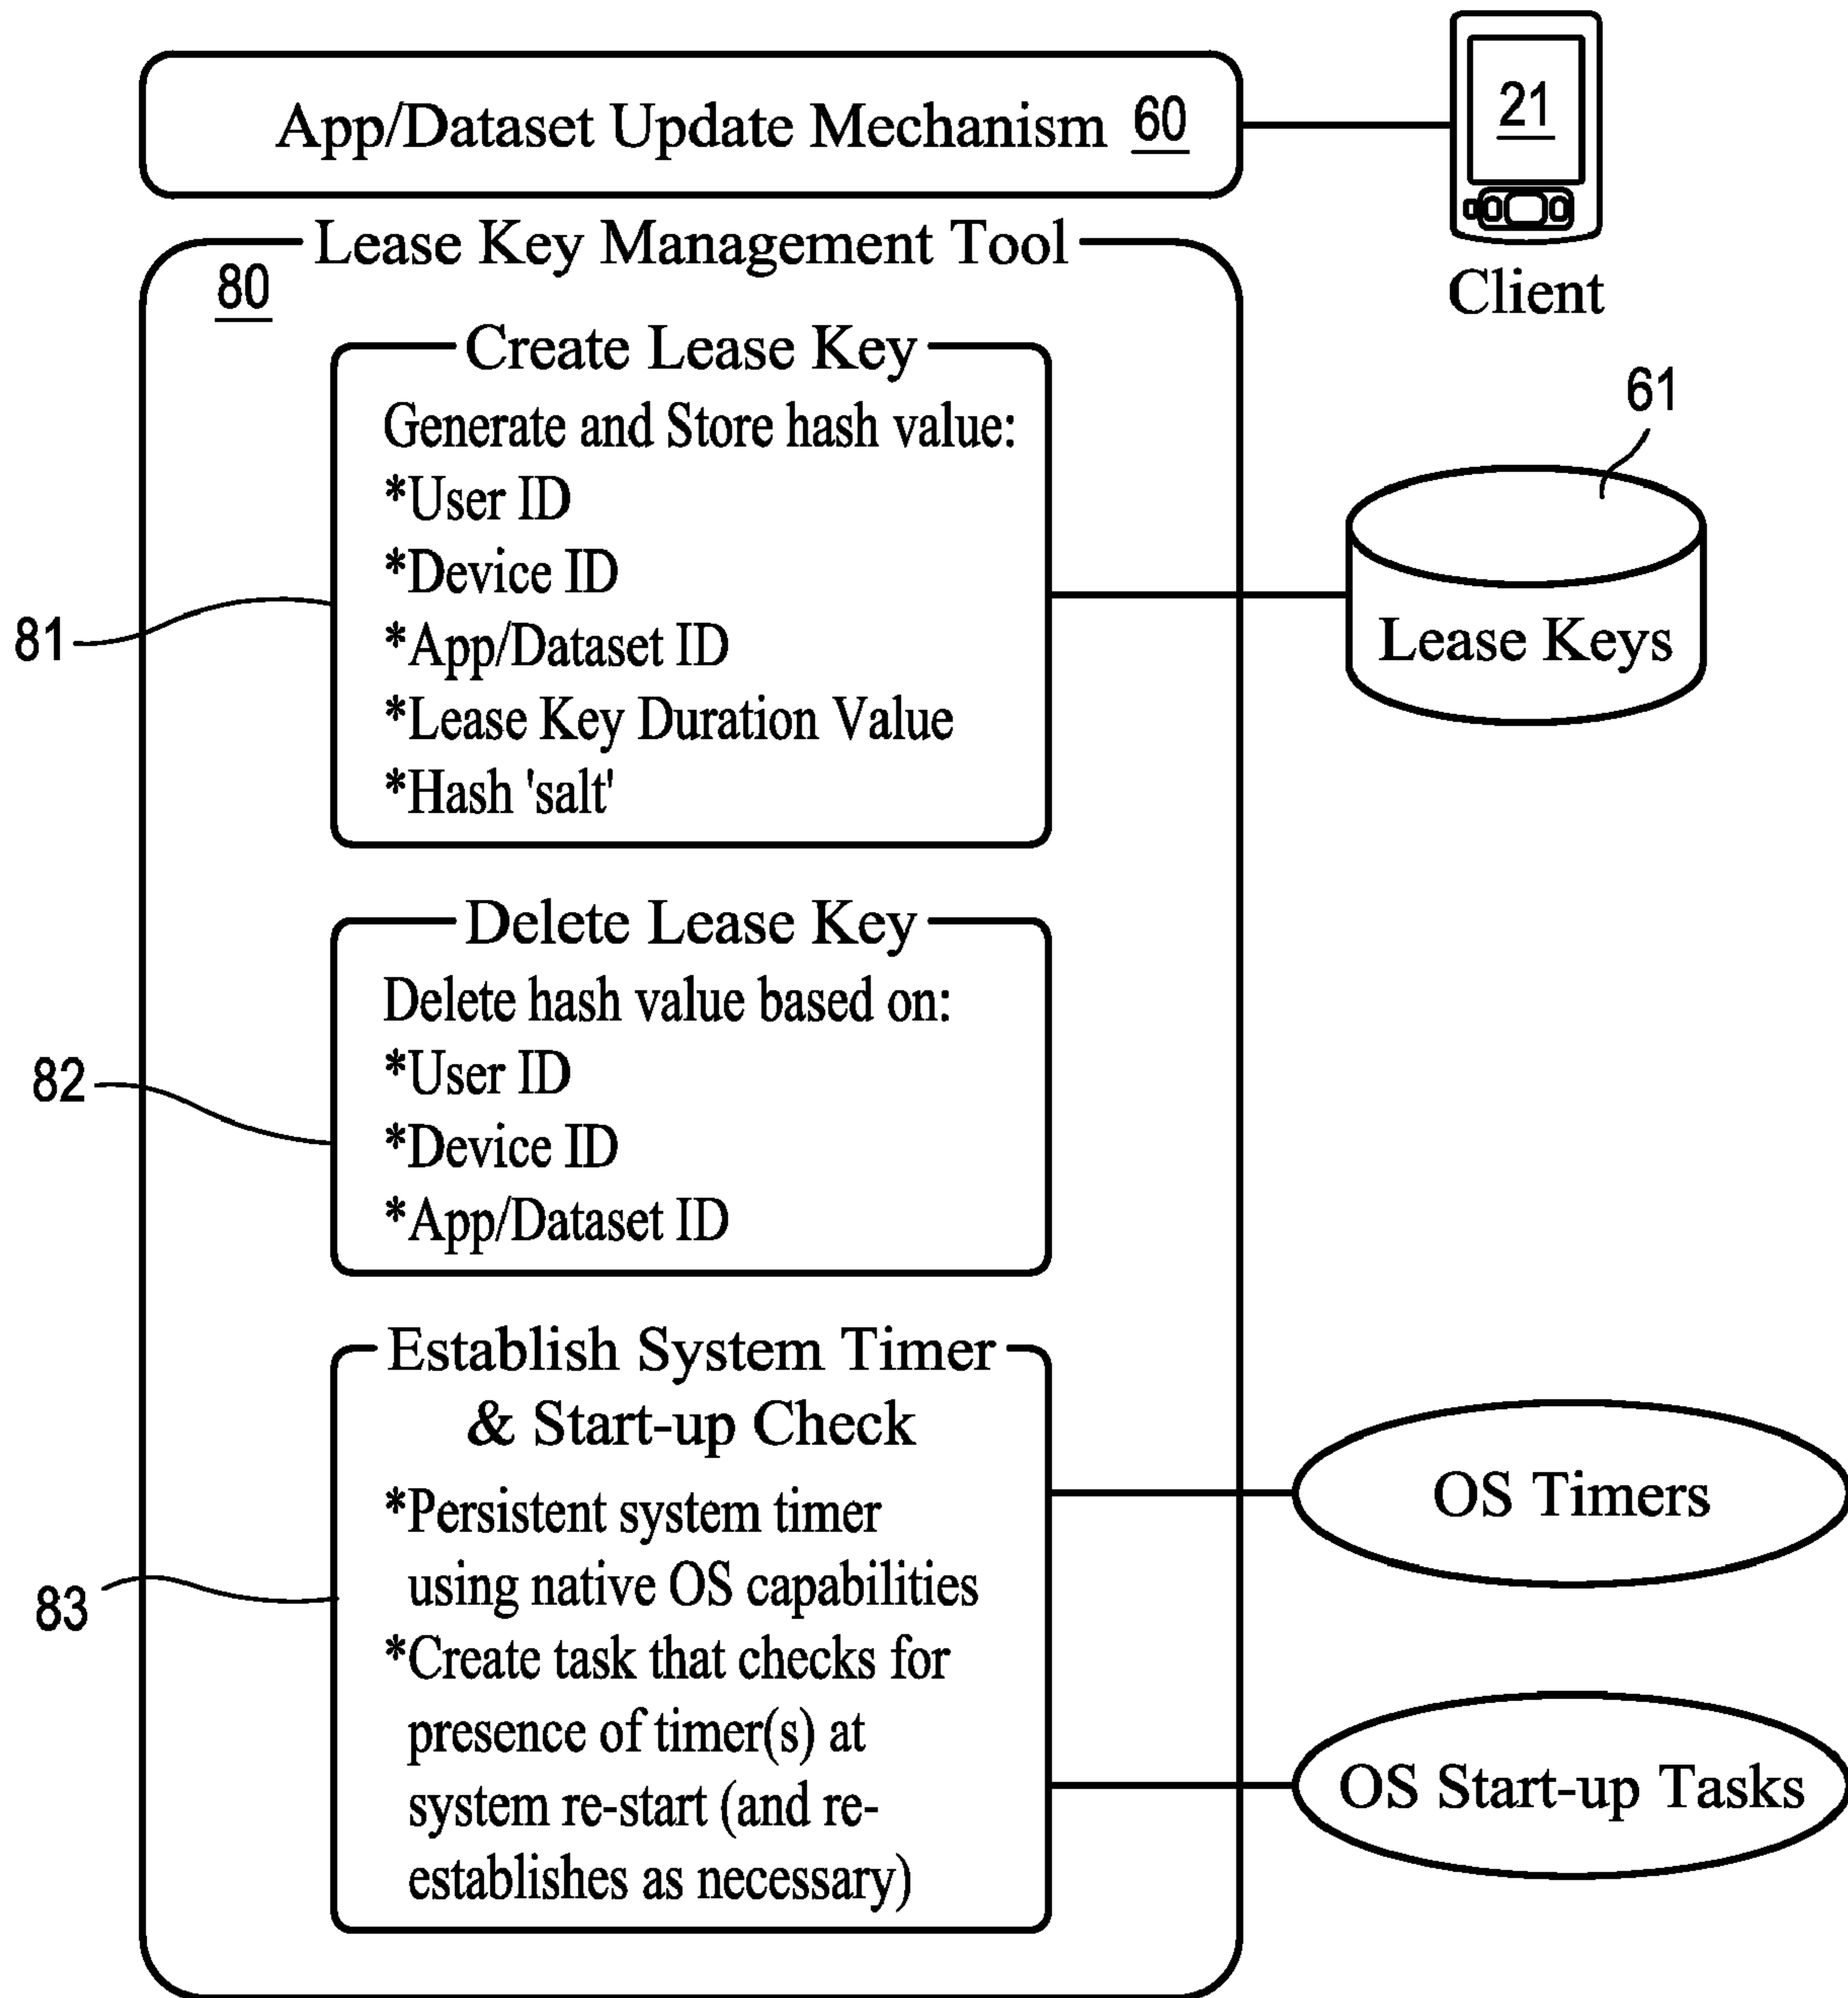 App/Dataset Update Mechanism 60
21
Client
Lease Key Management Tool
80
Create Lease Key
Generate and Store hash value:
*User ID
*Device ID
*App/Dataset ID
*Lease Key Duration Value
*Hash 'salt'
81
61
Lease Keys
Delete Lease Key
Delete hash value based on:
*User ID
*Device ID
*App/Dataset ID
82
Establish System Timer
& Start-up Check
*Persistent system timer
using native OS capabilities
*Create task that checks for
presence of timer(s) at
system re-start (and re-
establishes as necessary)
83
OS Timers
OS Start-up Tasks